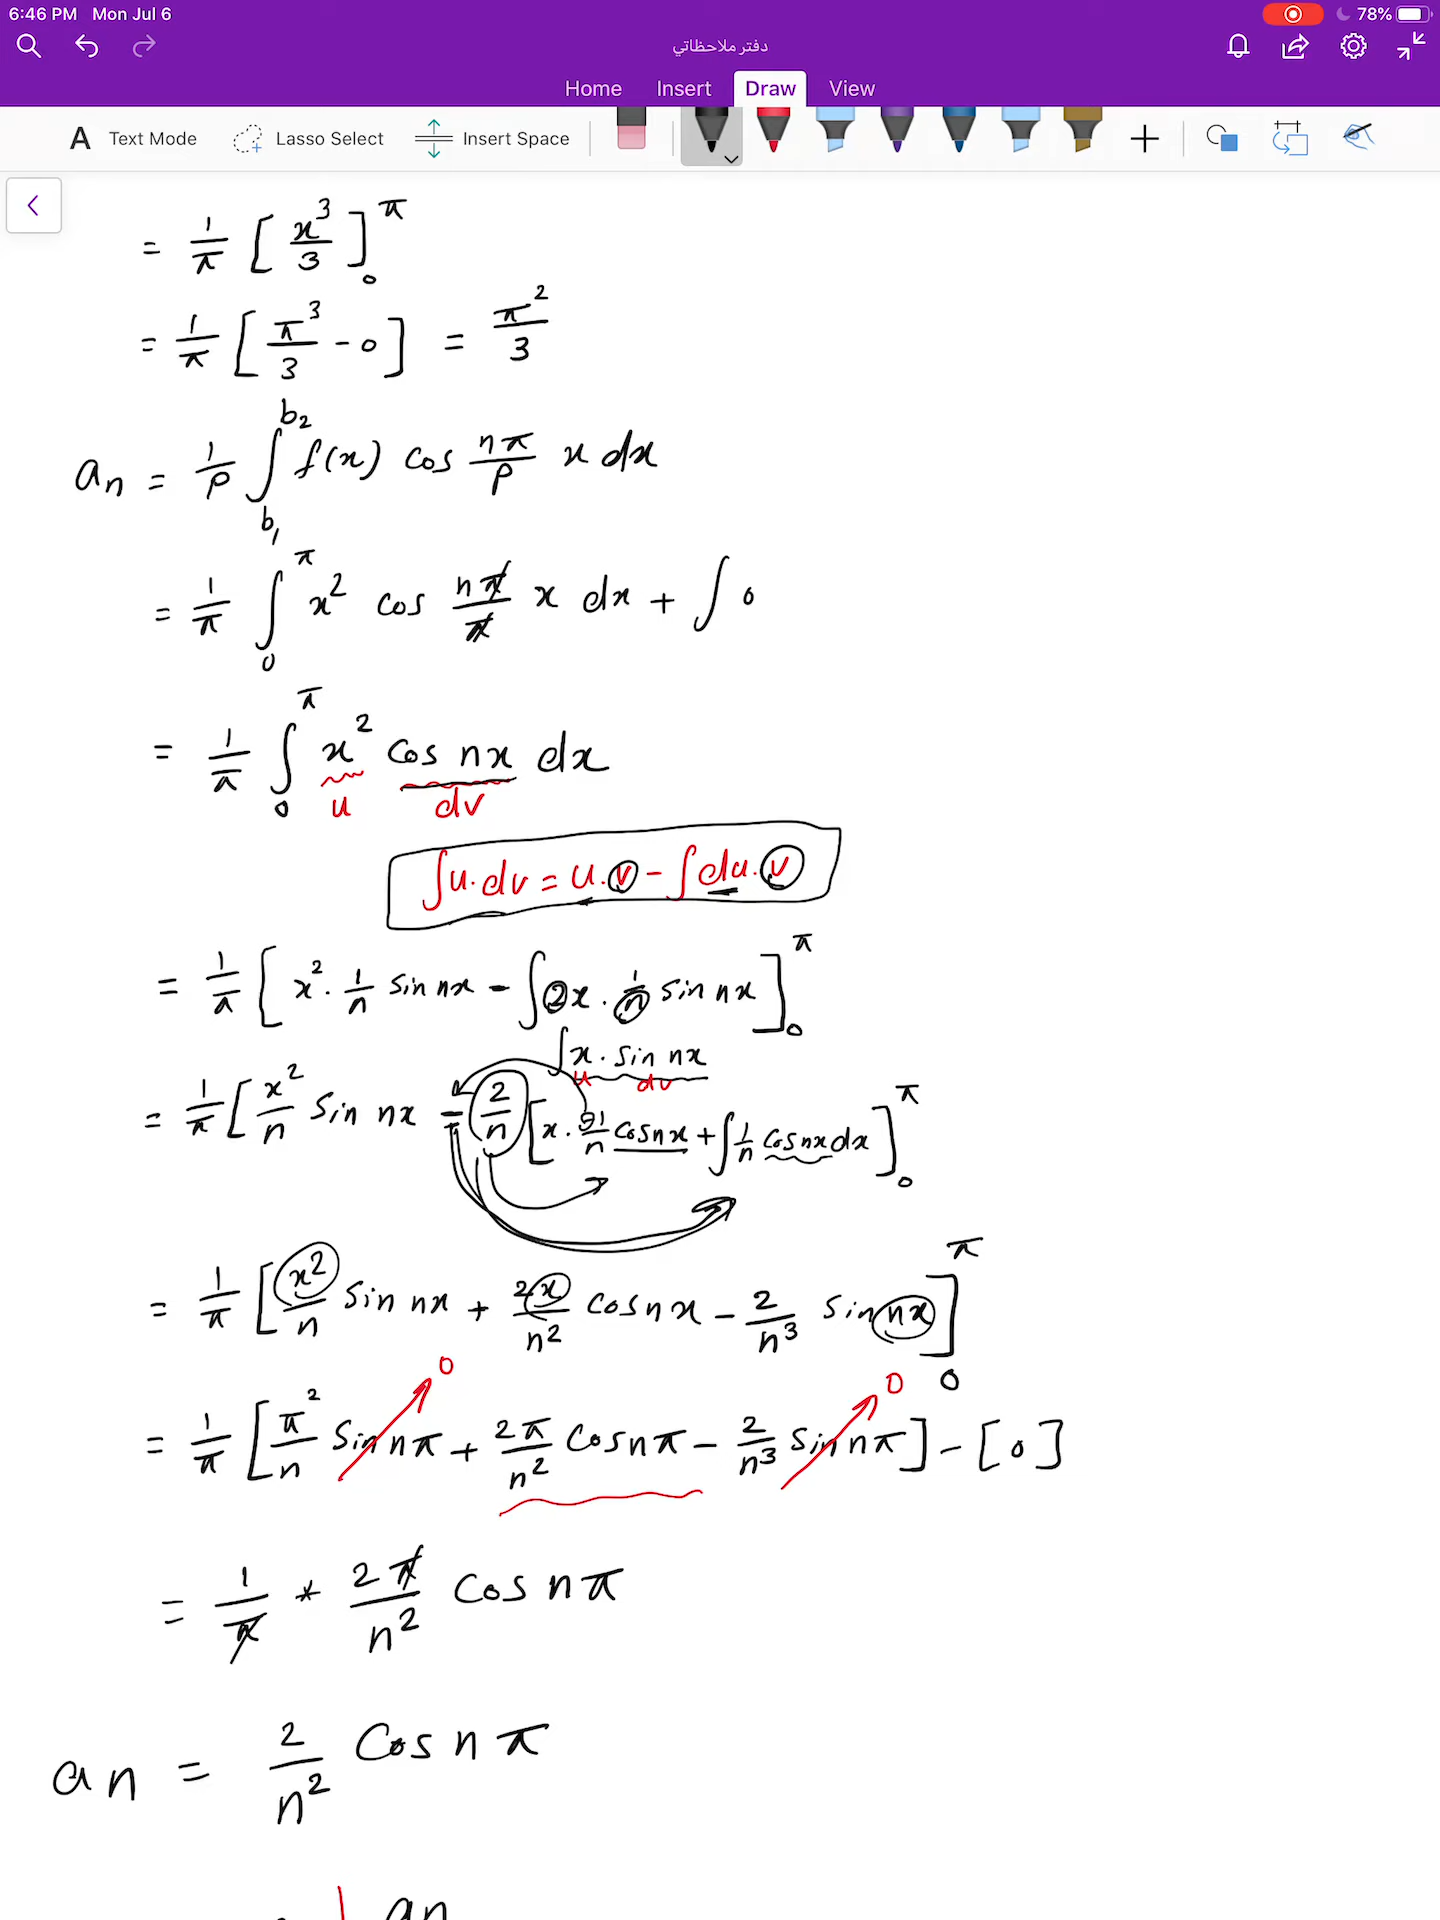 6:46 PM Mon Jul 6 78%
دفتر ملاحظاتي
Home Insert Draw View
A Text Mode Lasso Select Insert Space
= 1/π [x³/3]₀^π
= 1/π [π³/3 - 0] = π²/3
aₙ = 1/p ∫_{b₁}^{b₂} f(x) cos nπ/p x dx
= 1/π ∫₀^π x² cos nπ/π x dx + ∫ 0
= 1/π ∫₀^π x² cos nx dx
u dv
∫u.dv = u.v - ∫du.v
= 1/π [x². 1/n sin nx - ∫2x . 1/n sin nx]₀^π
∫x . sin nx
u dv
= 1/π [x²/n sin nx - 2/n [x . -1/n cos nx + ∫1/n cos nx dx]₀^π
= 1/π [x²/n sin nx + 2x/n² cos nx - 2/n³ sin nx]₀^π
0 0
= 1/π [π²/n sin nπ + 2π/n² cos nπ - 2/n³ sin nπ] - [0]
= 1/π * 2π/n² cos nπ
an = 2/n² cos nπ
an